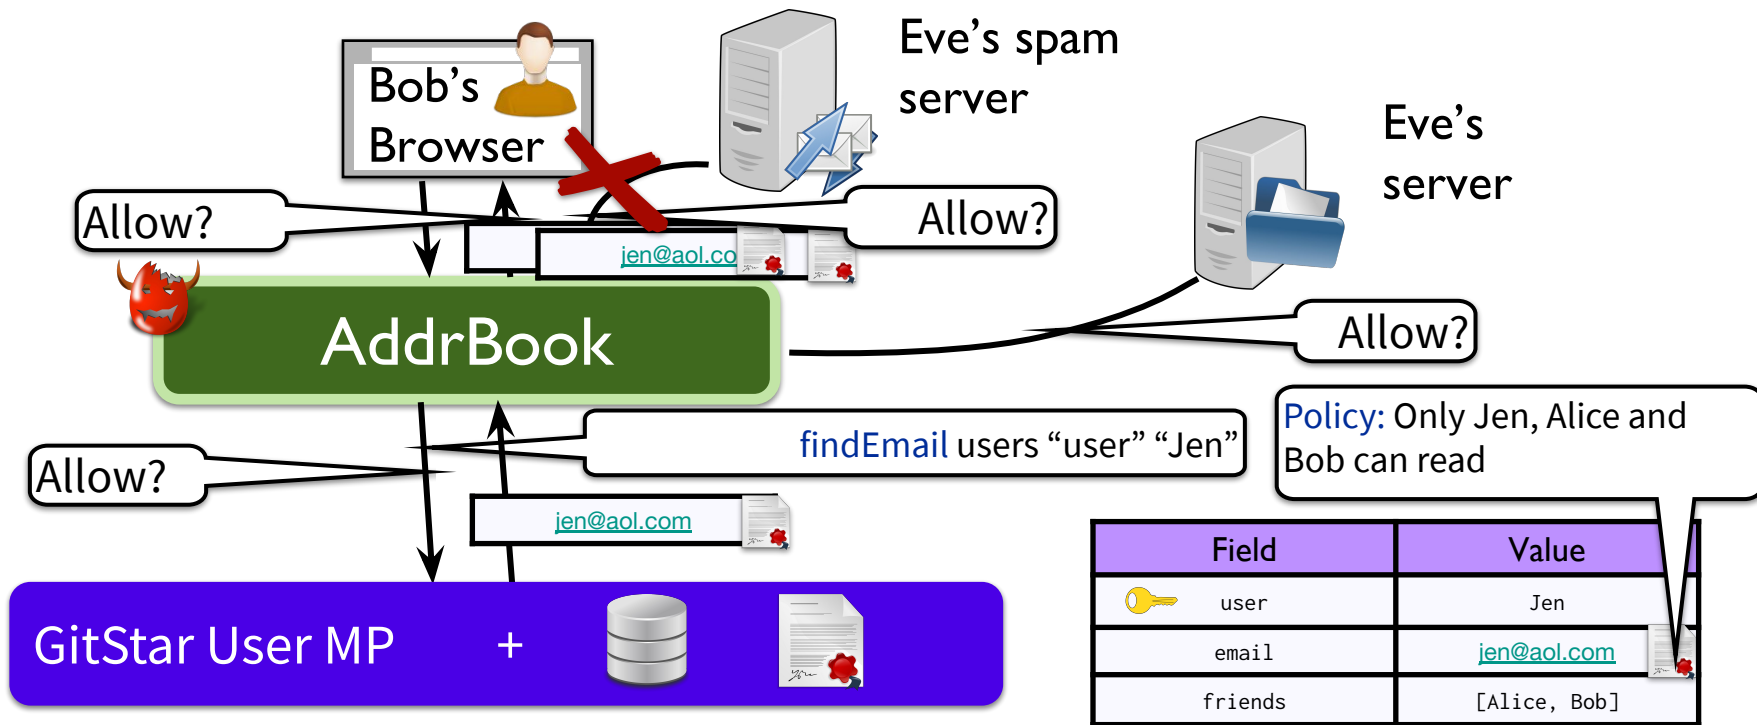 Bob’s
Browser
Eve’s spam
server
Eve’s
server
Allow?
Allow?
jen@aol.co
AddrBook
Allow?
findEmail users “user” “Jen”
Policy: Only Jen, Alice and
Bob can read
Allow?
jen@aol.com
Field Value
user Jen
email jen@aol.com
friends [Alice, Bob]
GitStar User MP +